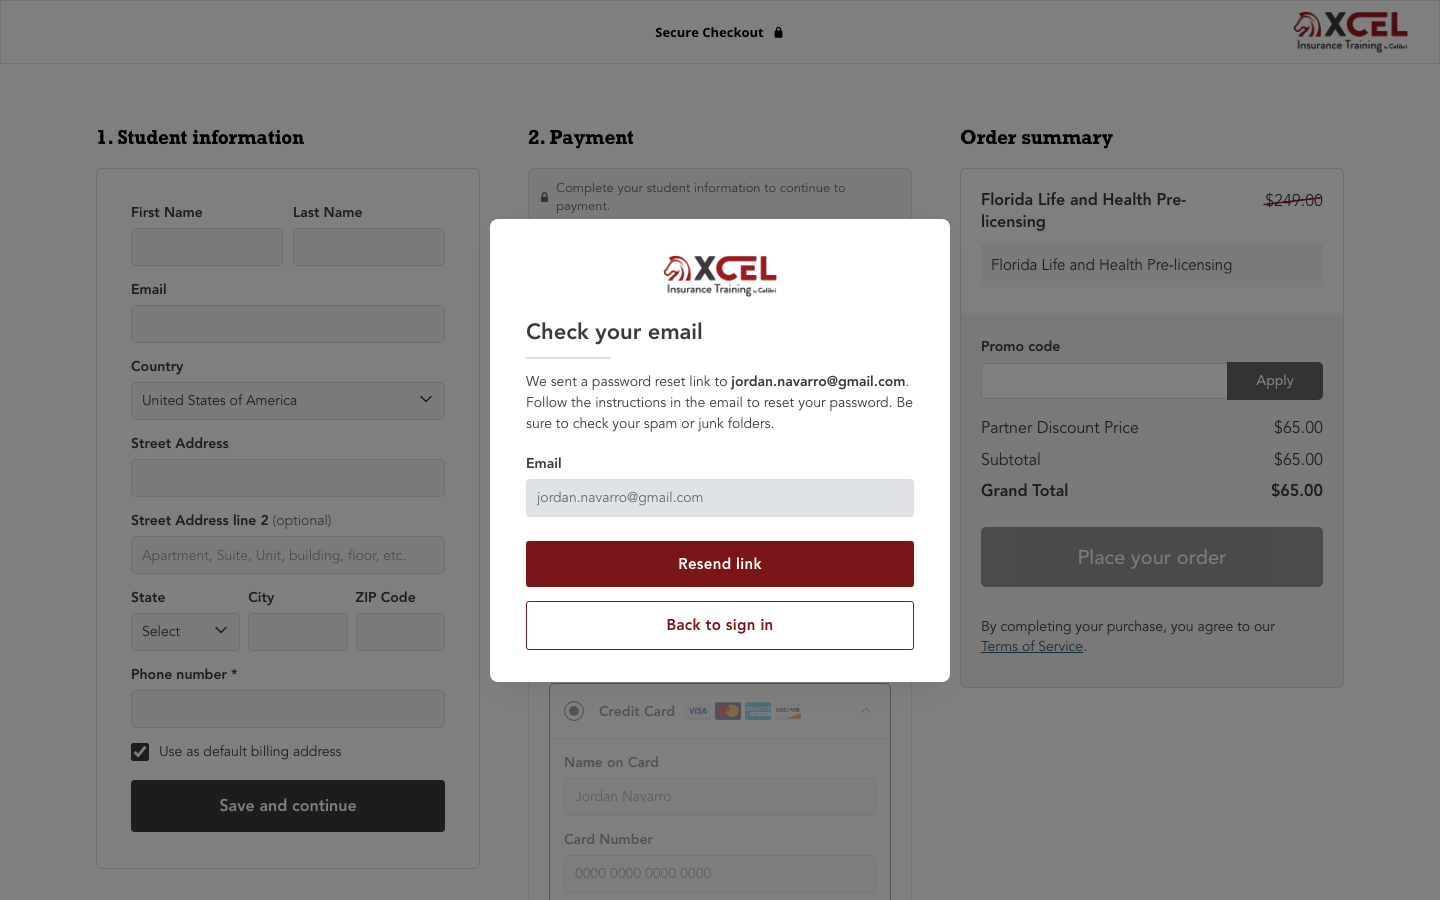 Secure Checkout
XCEL
Insurance Training by Calibri
1. Student information
First Name
Last Name
Email
Country
United States of America
Street Address
Street Address line 2 (optional)
Apartment, Suite, Unit, building, floor, etc.
State
City
ZIP Code
Select
Phone number *
Use as default billing address
Save and continue
2. Payment
Complete your student information to continue to
payment.
XCEL
Insurance Training by Calibri
Check your email
We sent a password reset link to jordan.navarro@gmail.com.
Follow the instructions in the email to reset your password. Be
sure to check your spam or junk folders.
Email
jordan.navarro@gmail.com
Resend link
Back to sign in
Credit Card
VISA
DISCOVER
Name on Card
Jordan Navarro
Card Number
0000 0000 0000 0000
Order summary
Florida Life and Health Pre-
licensing
$249.00
Florida Life and Health Pre-licensing
Promo code
Apply
Partner Discount Price
$65.00
Subtotal
$65.00
Grand Total
$65.00
Place your order
By completing your purchase, you agree to our
Terms of Service.